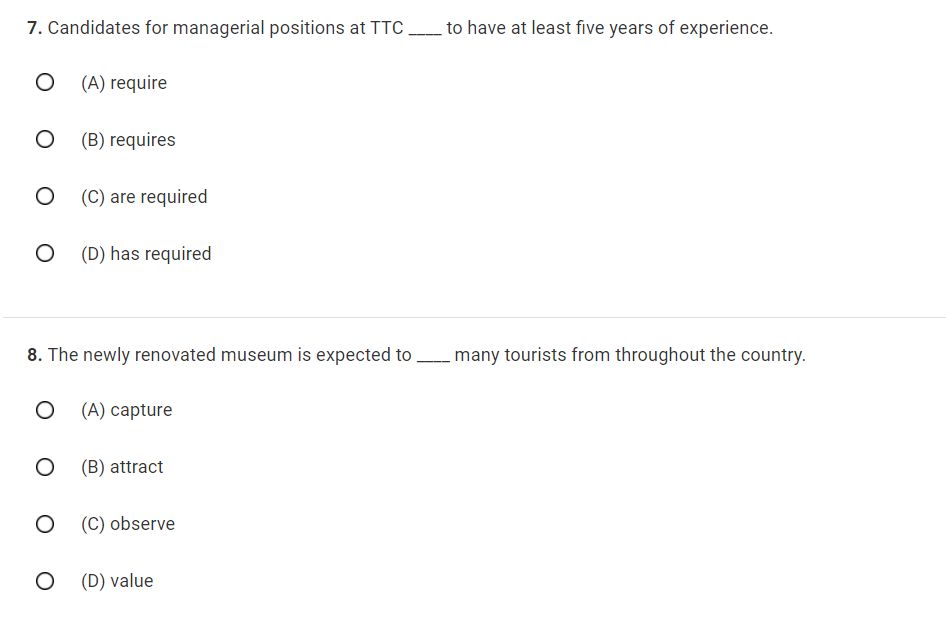 7. Candidates for managerial positions at TTC ____ to have at least five years of experience.
(A) require
(B) requires
(C) are required
(D) has required
8. The newly renovated museum is expected to ____ many tourists from throughout the country.
(A) capture
(B) attract
(C) observe
(D) value